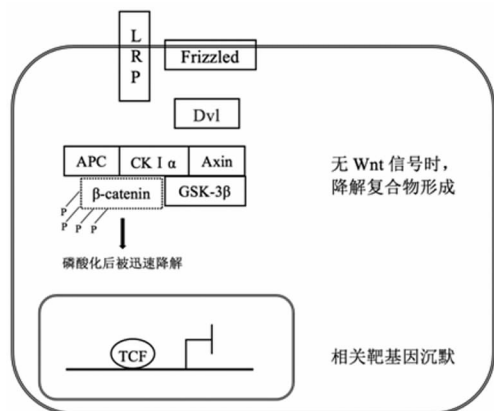 LRP
Frizzled
Dvl
APC
CK I α
Axin
β-catenin
GSK-3β
P
P
P
P
磷酸化后被迅速降解
无 Wnt 信号时，
降解复合物形成
TCF
相关靶基因沉默